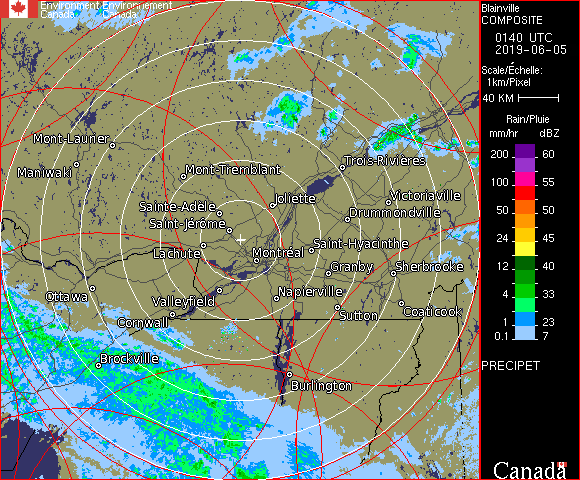 Environment Environnement
Canada Canada
Blainville
COMPOSITE
0140 UTC
2019-06-05
Scale/Échelle:
1km/Pixel
40 KM
Rain/Pluie
mm/hr dBZ
200 60
100 55
50 50
24 45
12 40
4 33
1 23
0.1 7
PRECIPET
Canada
Mont-Laurier
Maniwaki
Mont-Tremblant
Trois-Rivières
Joliette
Victoriaville
Sainte-Adèle
Drummondville
Saint-Jérôme
Saint-Hyacinthe
Lachute
Montréal
Granby
Sherbrooke
Ottawa
Valleyfield
Napierville
Cornwall
Sutton
Coaticook
Brockville
Burlington